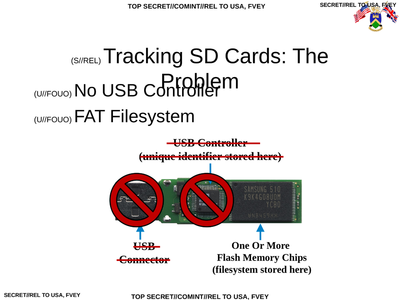 TOP SECRET//COMINT//REL TO USA, FVEY
SECRET//REL TO USA, FVEY
(S//REL) Tracking SD Cards: The
Problem
(U//FOUO) No USB Controller
(U//FOUO) FAT Filesystem
USB Controller
(unique identifier stored here)
SAMSUNG 510
USB
Connector
One Or More
Flash Memory Chips
(filesystem stored here)
SECRET//REL TO USA, FVEY
TOP SECRET//COMINT//REL TO USA, FVEY